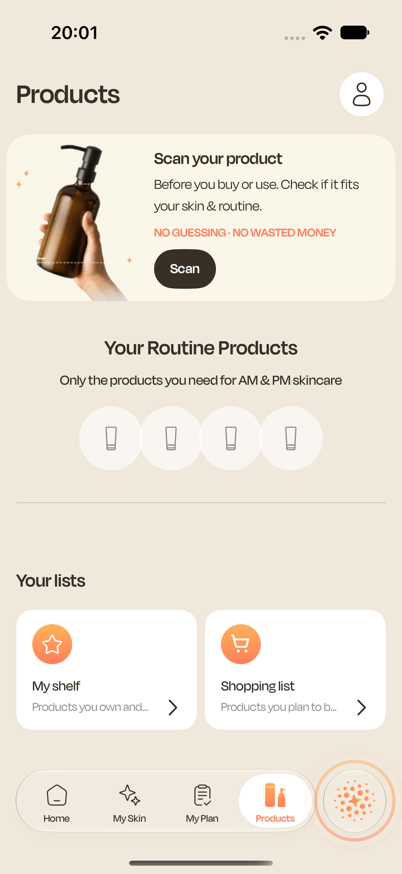 20:01
Products
Scan your product
Before you buy or use. Check if it fits
your skin & routine.
NO GUESSING · NO WASTED MONEY
Scan
Your Routine Products
Only the products you need for AM & PM skincare
Your lists
My shelf
Products you own and...
Shopping list
Products you plan to b...
Home
My Skin
My Plan
Products